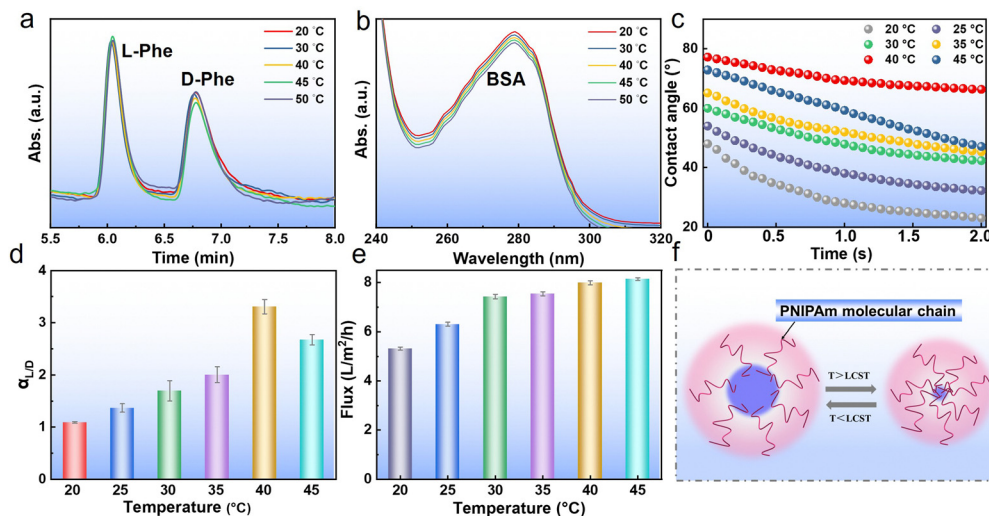 a
Abs. (a.u.)
L-Phe
D-Phe
20 °C
30 °C
40 °C
45 °C
50 °C
5.5 6.0 6.5 7.0 7.5 8.0
Time (min)
b
Abs. (a.u.)
BSA
20 °C
30 °C
40 °C
45 °C
50 °C
240 260 280 300 320
Wavelength (nm)
c
Contact angle (°)
80
60
40
20
20 °C 25 °C
30 °C 35 °C
40 °C 45 °C
0 0.5 1.0 1.5 2.0
Time (s)
d
αL/D
4
3
2
1
0
20 25 30 35 40 45
Temperature (°C)
e
Flux (L/m²/h)
8
6
4
2
0
20 25 30 35 40 45
Temperature (°C)
f
PNIPAm molecular chain
T>LCST
T<LCST